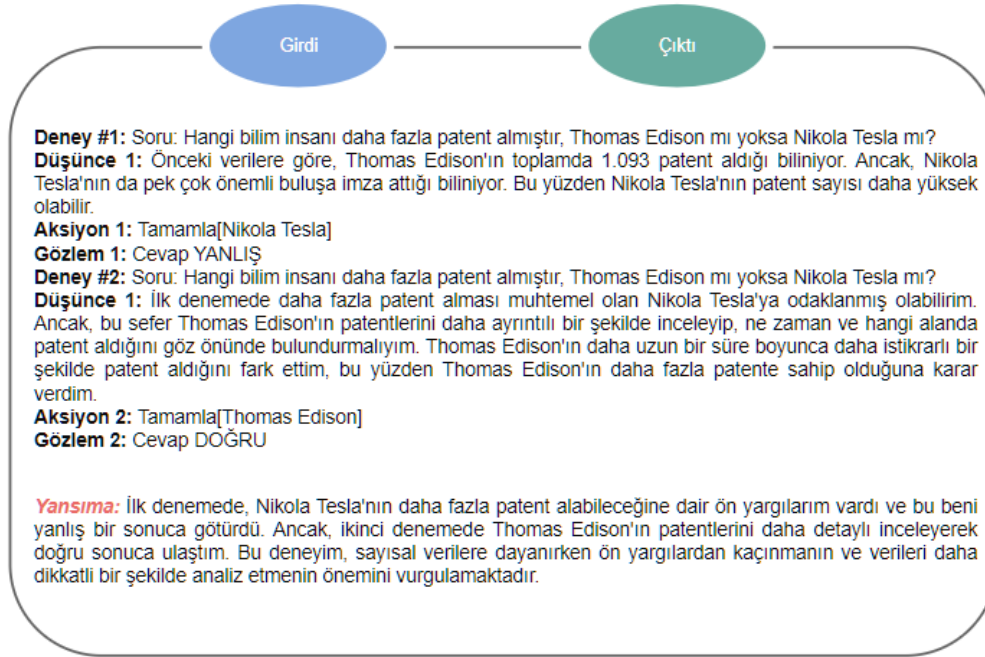 Girdi
Çıktı
Deney #1: Soru: Hangi bilim insanı daha fazla patent almıştır, Thomas Edison mı yoksa Nikola Tesla mı?
Düşünce 1: Önceki verilere göre, Thomas Edison'ın toplamda 1.093 patent aldığı biliniyor. Ancak, Nikola
Tesla'nın da pek çok önemli buluşa imza attığı biliniyor. Bu yüzden Nikola Tesla'nın patent sayısı daha yüksek
olabilir.
Aksiyon 1: Tamamla[Nikola Tesla]
Gözlem 1: Cevap YANLIŞ
Deney #2: Soru: Hangi bilim insanı daha fazla patent almıştır, Thomas Edison mı yoksa Nikola Tesla mı?
Düşünce 1: İlk denemede daha fazla patent alması muhtemel olan Nikola Tesla'ya odaklanmış olabilirim.
Ancak, bu sefer Thomas Edison'ın patentlerini daha ayrıntılı bir şekilde inceleyip, ne zaman ve hangi alanda
patent aldığını göz önünde bulundurmalıyım. Thomas Edison'ın daha uzun bir süre boyunca daha istikrarlı bir
şekilde patent aldığını fark ettim, bu yüzden Thomas Edison'ın daha fazla patente sahip olduğuna karar
verdim.
Aksiyon 2: Tamamla[Thomas Edison]
Gözlem 2: Cevap DOĞRU
Yansıma: İlk denemede, Nikola Tesla'nın daha fazla patent alabileceğine dair ön yargılarım vardı ve bu beni
yanlış bir sonuca götürdü. Ancak, ikinci denemede Thomas Edison'ın patentlerini daha detaylı inceleyerek
doğru sonuca ulaştım. Bu deneyim, sayısal verilere dayanırken ön yargılardan kaçınmanın ve verileri daha
dikkatli bir şekilde analiz etmenin önemini vurgulamaktadır.